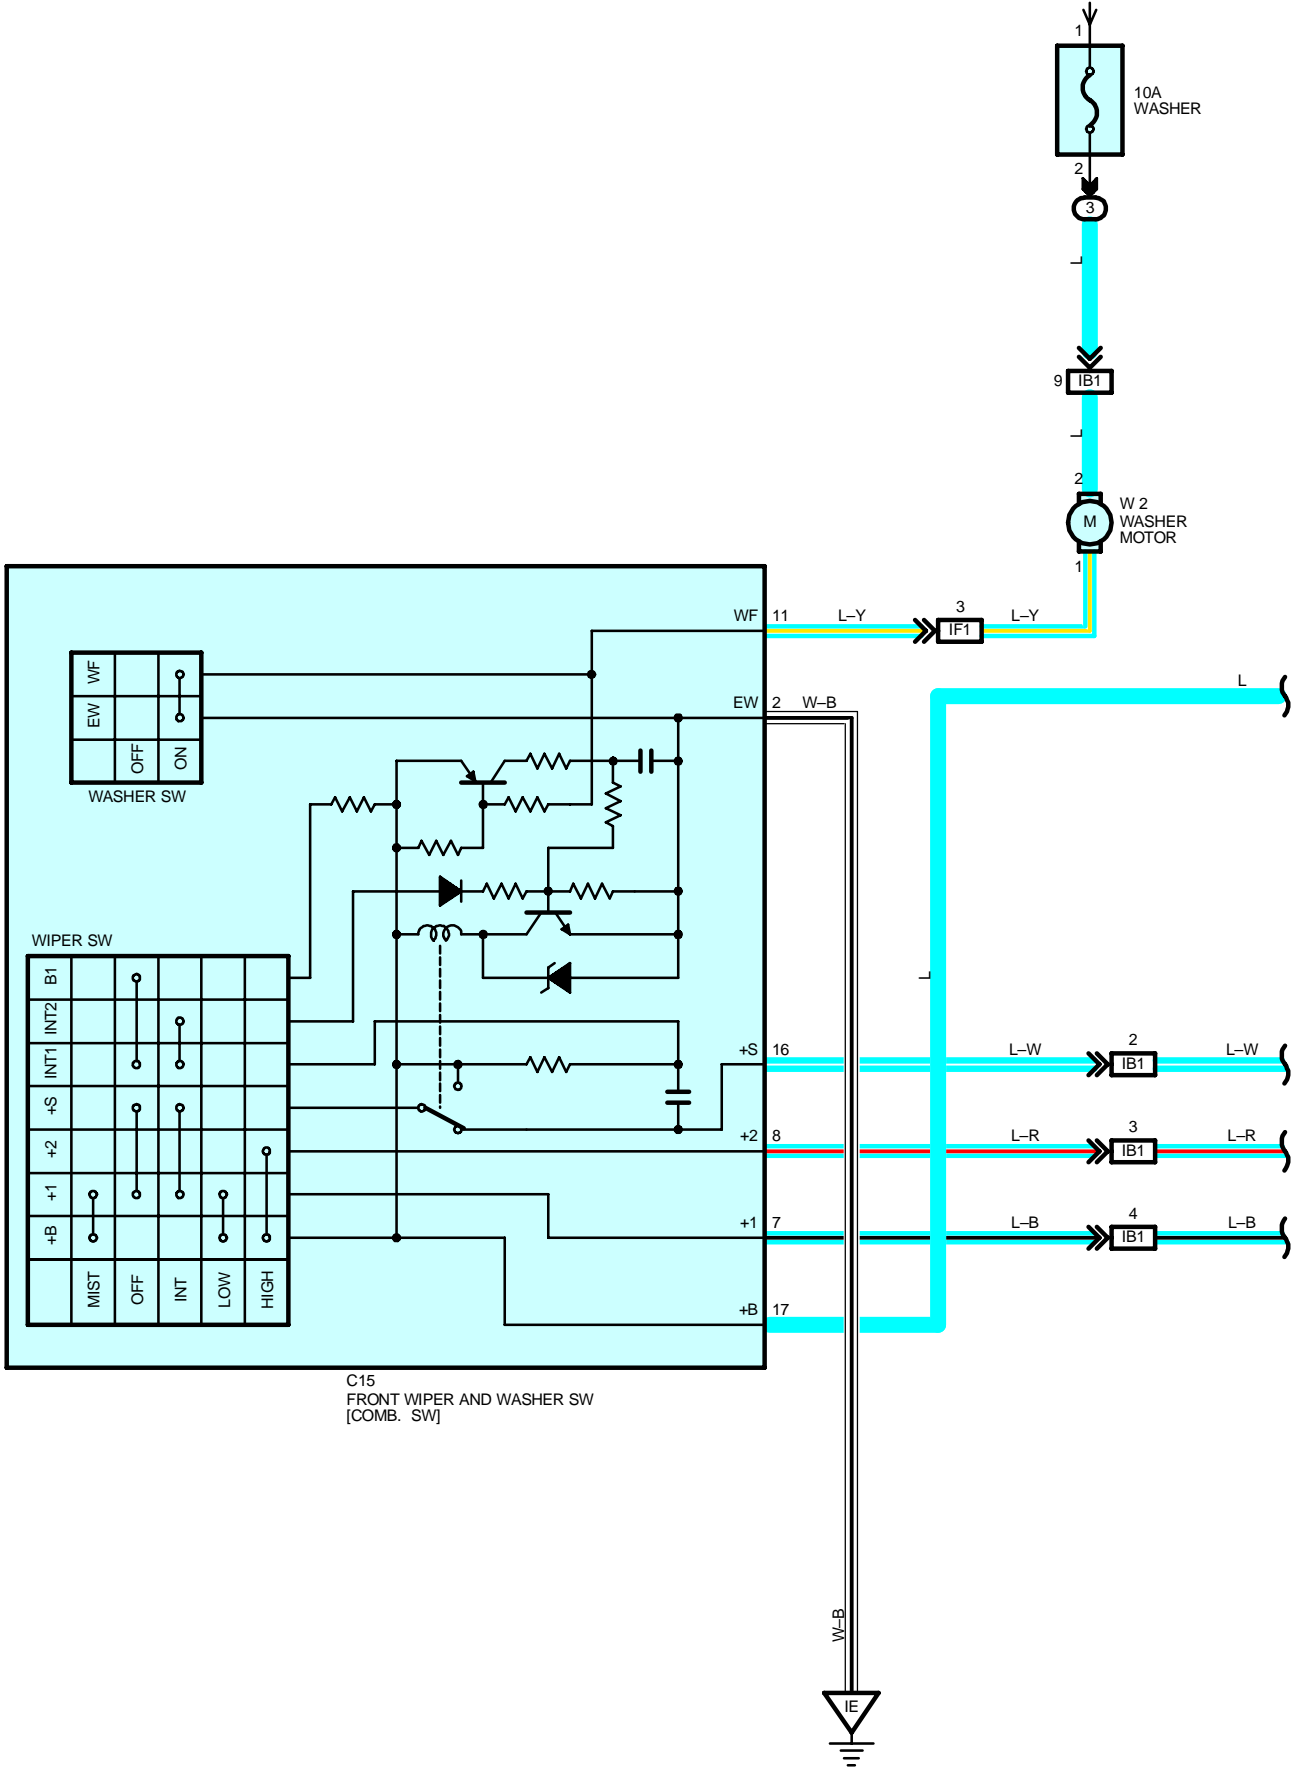 1
10A
WASHER
2
3
L
9 IB1
L
2
M
W 2
WASHER
MOTOR
1
WF 11 L–Y
3
IF1
L–Y
EW 2 W–B
L
WF
EW
OFF
ON
WASHER SW
WIPER SW
B1
INT2
INT1
+S
+2
+1
+B
MIST
OFF
INT
LOW
HIGH
L
+S 16 L–W
2
IB1
L–W
+2 8 L–R
3
IB1
L–R
+1 7 L–B
4
IB1
L–B
+B 17
C15
FRONT WIPER AND WASHER SW
[COMB. SW]
W–B
IE